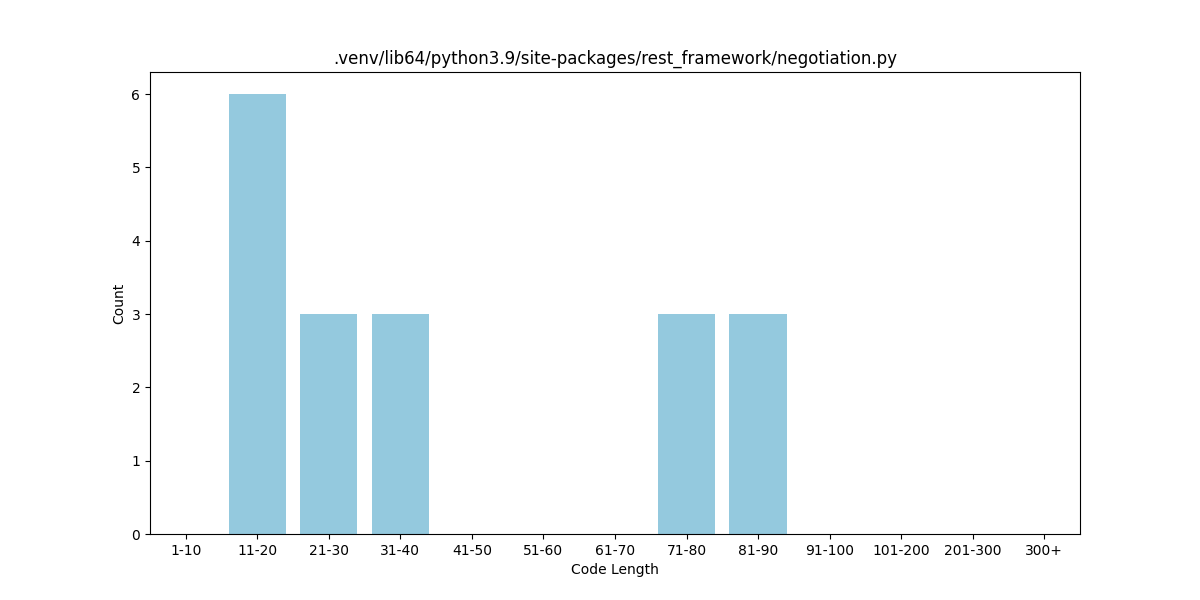 .venv/lib64/python3.9/site-packages/rest_framework/negotiation.py
6
5
4
3
2
1
0
Count
1-10 11-20 21-30 31-40 41-50 51-60 61-70 71-80 81-90 91-100 101-200 201-300 300+
Code Length